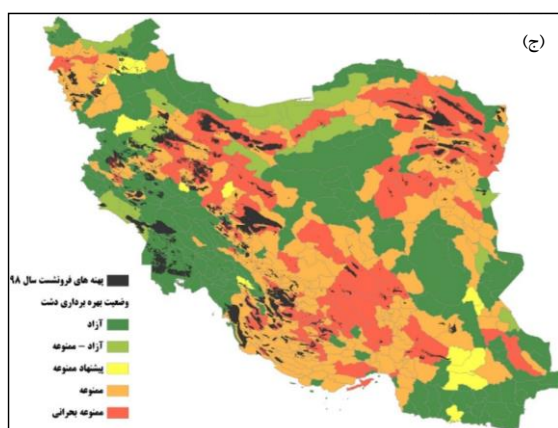 (ج)
پهنه های فرونشست سال ۹۸
وضعیت بهره برداری دشت
آزاد
آزاد - ممنوعه
پیشنهاد ممنوعه
ممنوعه
ممنوعه بحرانی